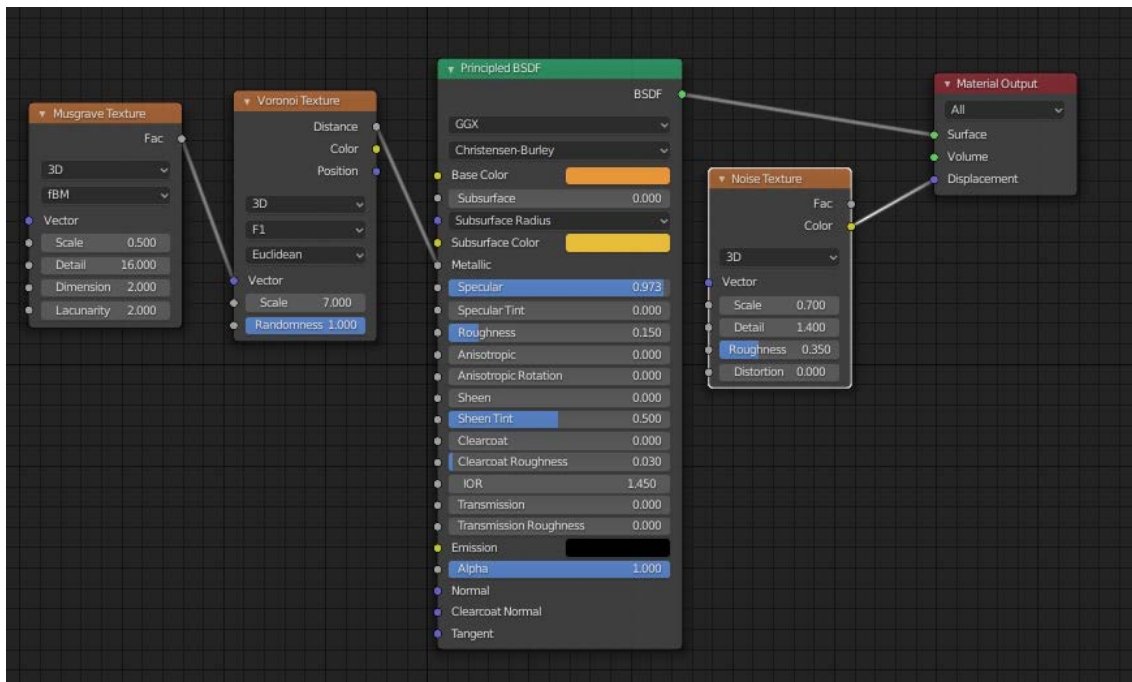 Musgrave Texture
Fac
3D
fBM
Vector
Scale 0.500
Detail 16.000
Dimension 2.000
Lacunarity 2.000
Voronoi Texture
Distance
Color
Position
3D
F1
Euclidean
Vector
Scale 7.000
Randomness 1.000
Principled BSDF
BSDF
GGX
Christensen-Burley
Base Color
Subsurface 0.000
Subsurface Radius
Subsurface Color
Metallic
Specular 0.973
Specular Tint 0.000
Roughness 0.150
Anisotropic 0.000
Anisotropic Rotation 0.000
Sheen 0.000
Sheen Tint 0.500
Clearcoat 0.000
Clearcoat Roughness 0.030
IOR 1.450
Transmission 0.000
Transmission Roughness 0.000
Emission
Alpha 1.000
Normal
Clearcoat Normal
Tangent
Noise Texture
Fac
Color
3D
Vector
Scale 0.700
Detail 1.400
Roughness 0.350
Distortion 0.000
Material Output
All
Surface
Volume
Displacement